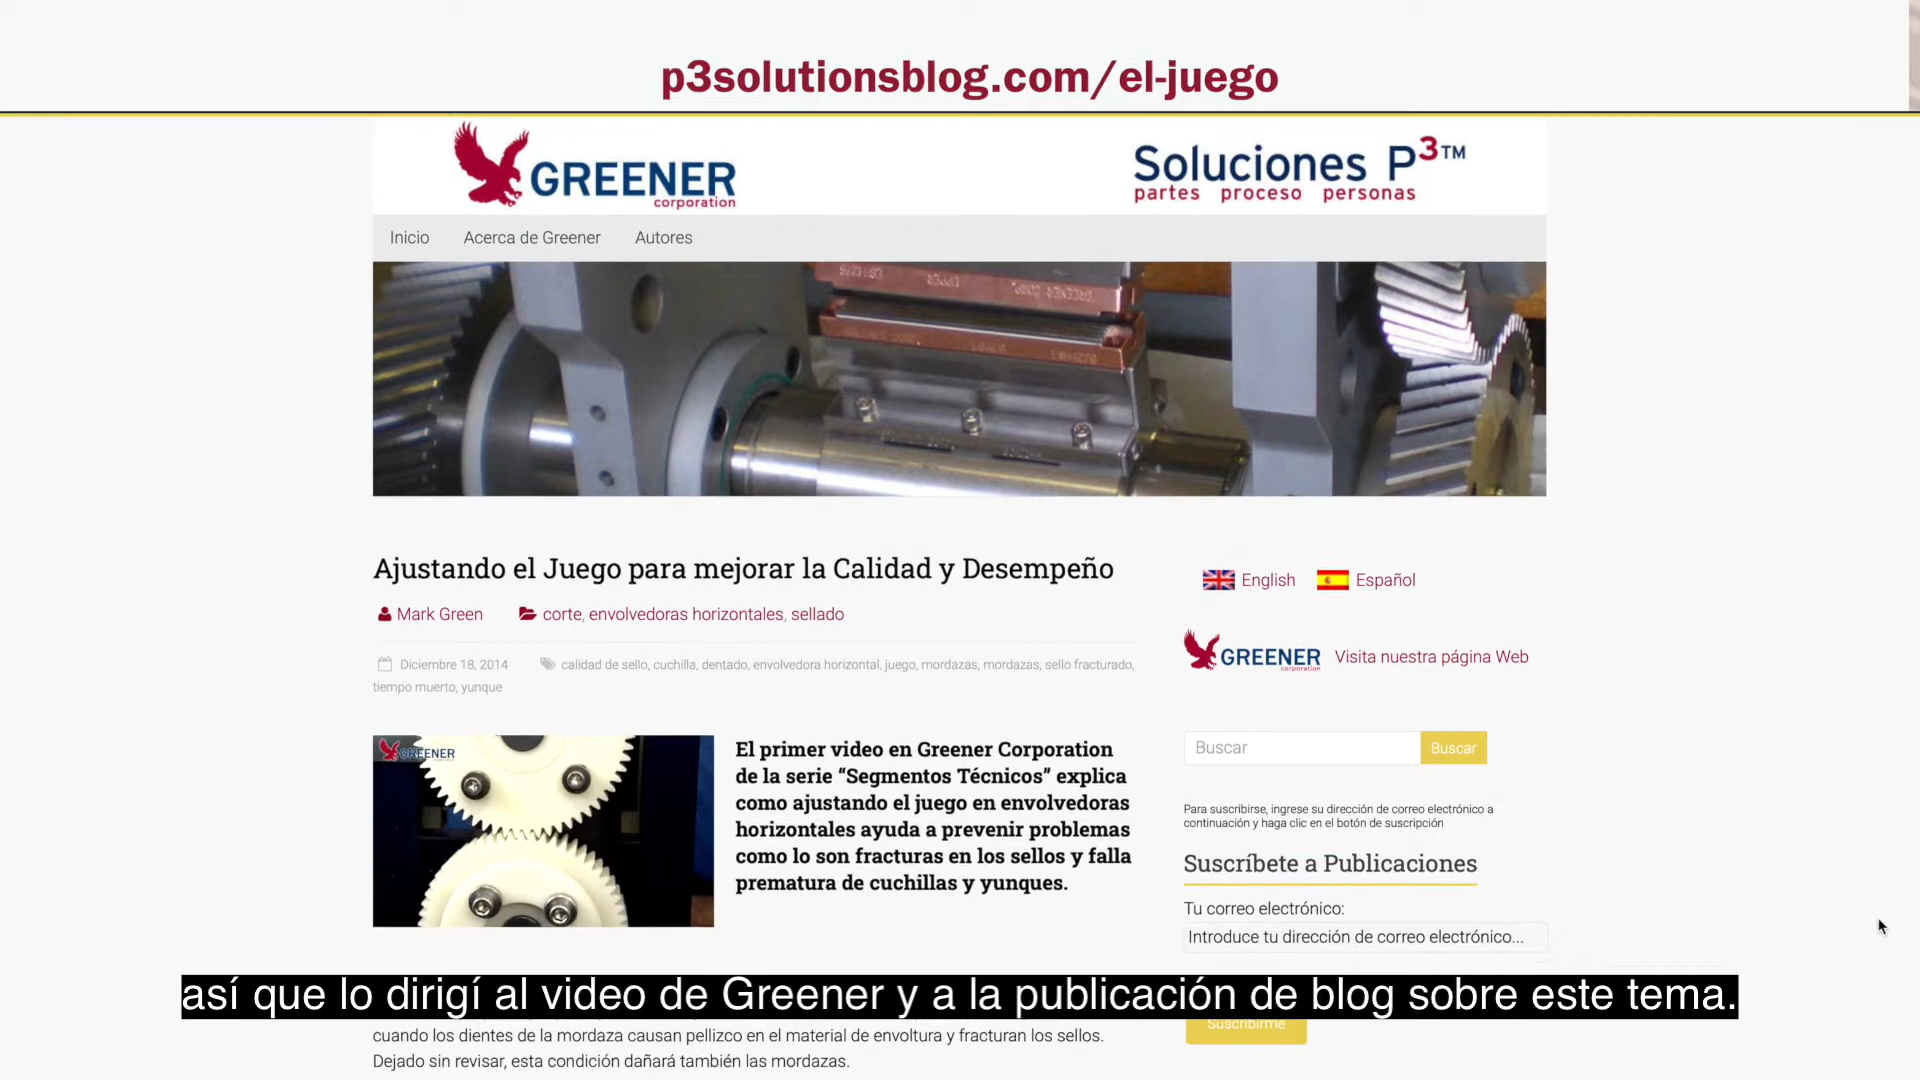 p3solutionsblog.com/el-juego
GREENER
corporation
Soluciones P3™
partes proceso personas
Inicio Acerca de Greener Autores
Ajustando el Juego para mejorar la Calidad y Desempeño
Mark Green corte, envolvedoras horizontales, sellado
Diciembre 18, 2014 calidad de sello, cuchilla, dentado, envolvedora horizontal, juego, mordazas, mordazas, sello fracturado,
tiempo muerto, yunque
GREENER
El primer video en Greener Corporation
de la serie “Segmentos Técnicos” explica
como ajustando el juego en envolvedoras
horizontales ayuda a prevenir problemas
como lo son fracturas en los sellos y falla
prematura de cuchillas y yunques.
English Español
GREENER
corporation
Visita nuestra página Web
Buscar Buscar
Para suscribirse, ingrese su dirección de correo electrónico a
continuación y haga clic en el botón de suscripción
Suscríbete a Publicaciones
Tu correo electrónico:
Introduce tu dirección de correo electrónico...
así que lo dirigí al video de Greener y a la publicación de blog sobre este tema.
Suscribirme
cuando los dientes de la mordaza causan pellizco en el material de envoltura y fracturan los sellos.
Dejado sin revisar, esta condición dañará también las mordazas.